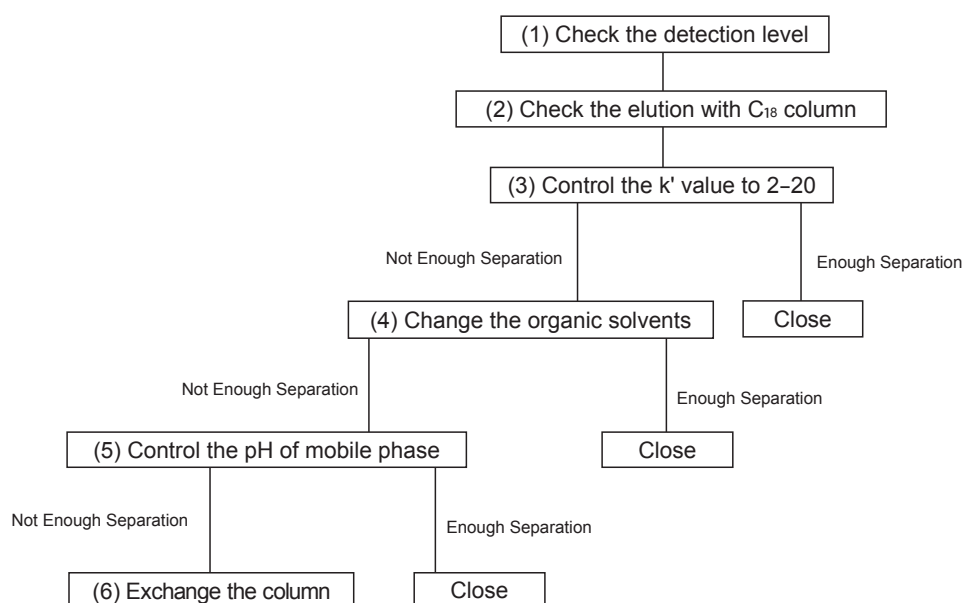 (1) Check the detection level
(2) Check the elution with C₁₈ column
(3) Control the k' value to 2–20
Not Enough Separation
Enough Separation
(4) Change the organic solvents
Close
Not Enough Separation
Enough Separation
(5) Control the pH of mobile phase
Close
Not Enough Separation
Enough Separation
(6) Exchange the column
Close